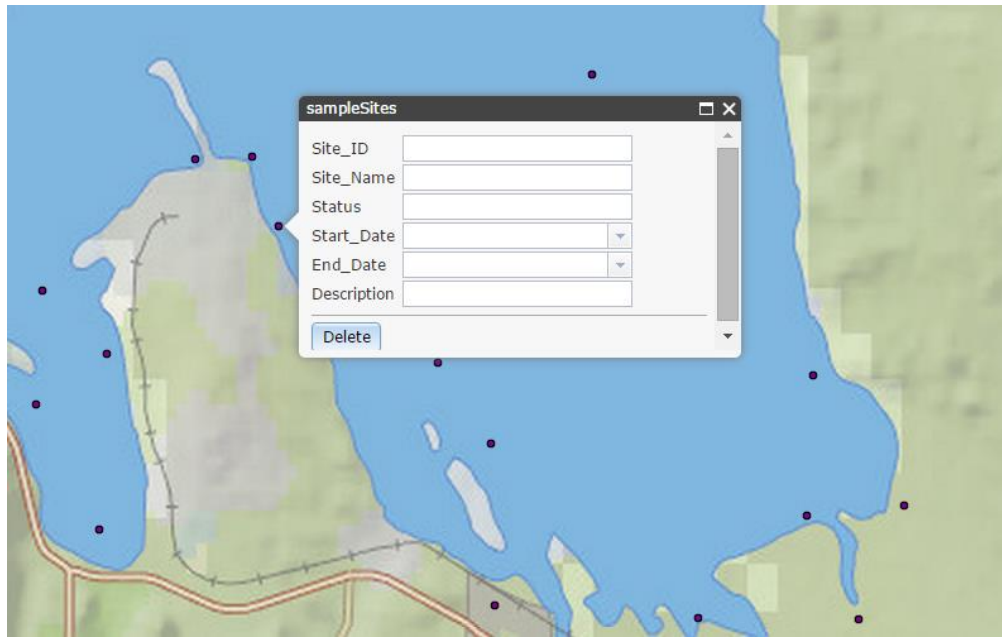 sampleSites
Site_ID
Site_Name
Status
Start_Date
End_Date
Description
Delete